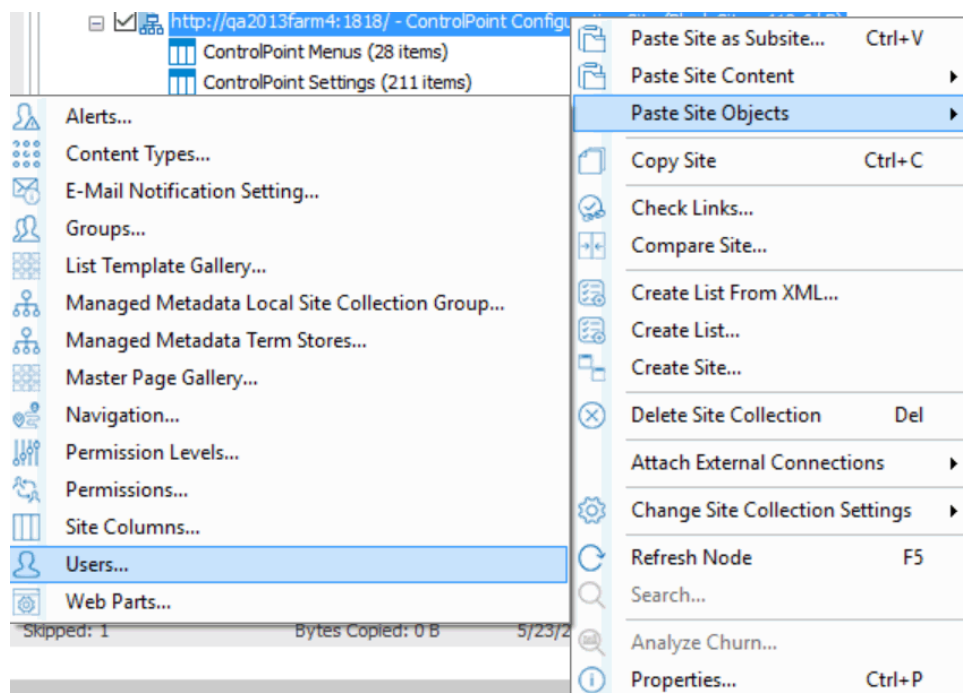 http://qa2013farm4:1818/ - ControlPoint Configu
ControlPoint Menus (28 items)
ControlPoint Settings (211 items)
Paste Site as Subsite... Ctrl+V
Paste Site Content
Paste Site Objects
Copy Site Ctrl+C
Check Links...
Compare Site...
Create List From XML...
Create List...
Create Site...
Delete Site Collection Del
Attach External Connections
Change Site Collection Settings
Refresh Node F5
Search...
Analyze Churn...
Properties... Ctrl+P
Alerts...
Content Types...
E-Mail Notification Setting...
Groups...
List Template Gallery...
Managed Metadata Local Site Collection Group...
Managed Metadata Term Stores...
Master Page Gallery...
Navigation...
Permission Levels...
Permissions...
Site Columns...
Users...
Web Parts...
Skipped: 1 Bytes Copied: 0 B 5/23/2